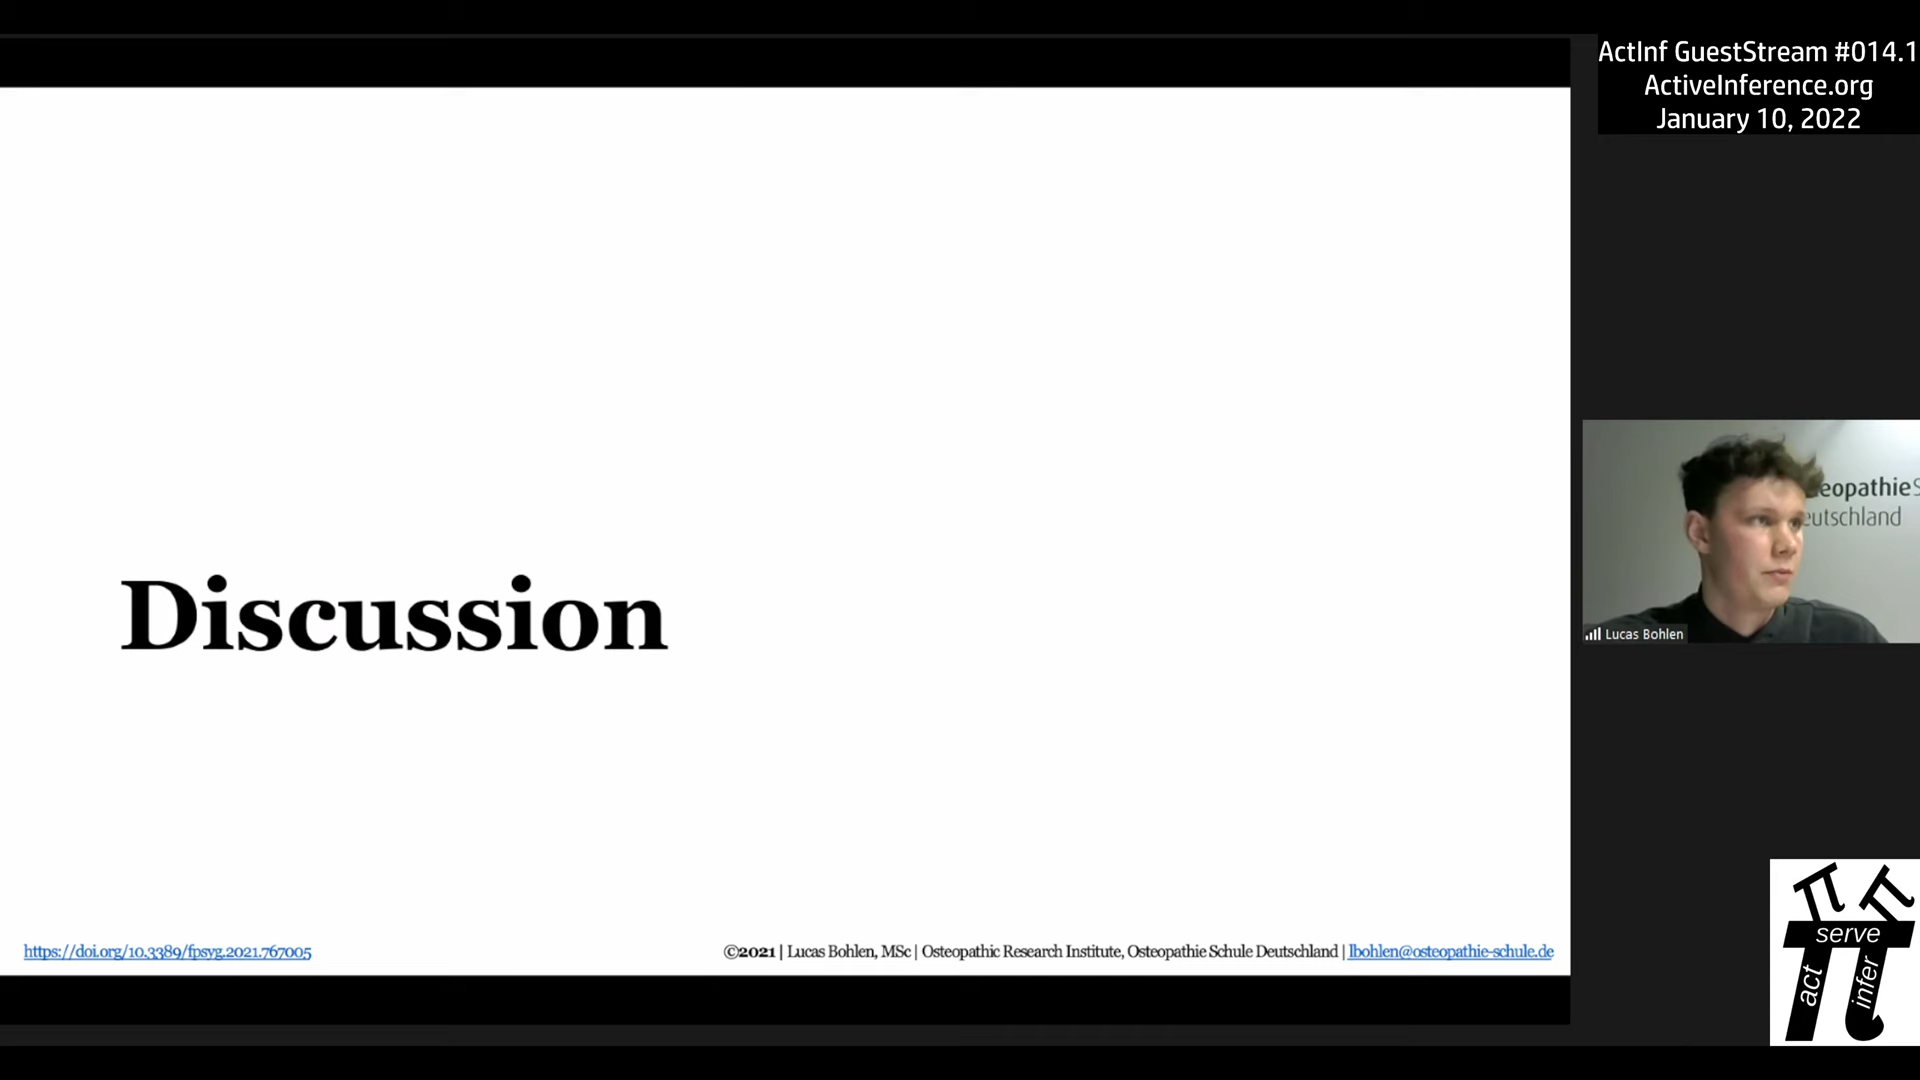 ActInf GuestStream #014.1
ActiveInference.org
January 10, 2022
eopathieS
eutschland
Lucas Bohlen
Discussion
https://doi.org/10.3389/fpsyg.2021.767005
©2021 | Lucas Bohlen, MSc | Osteopathic Research Institute, Osteopathie Schule Deutschland | lbohlen@osteopathie-schule.de
serve
act
infer